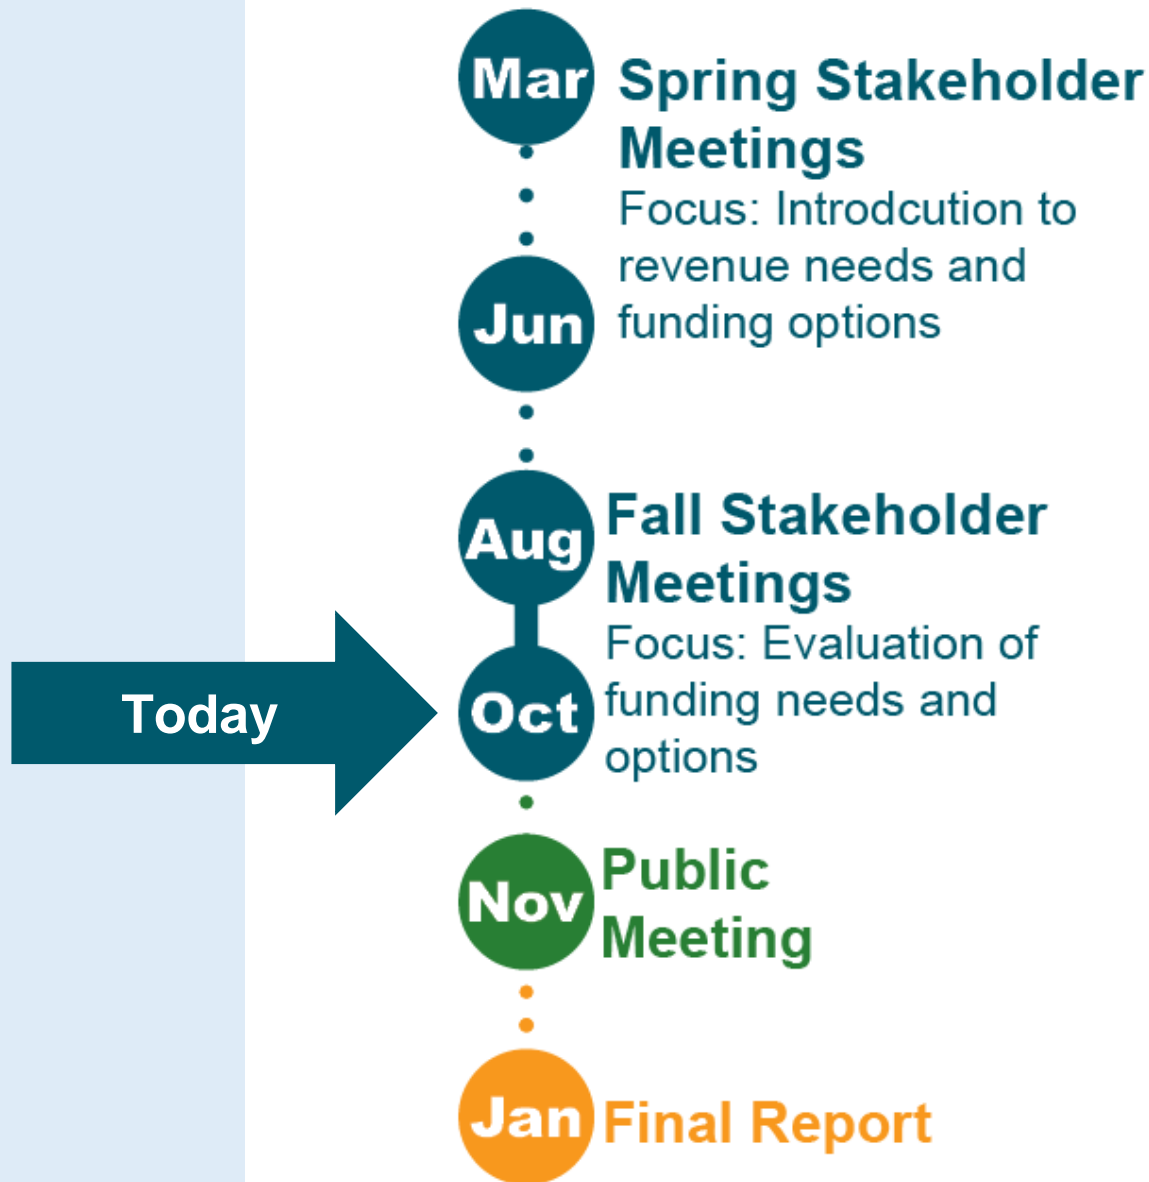 Mar
Spring Stakeholder
Meetings
Focus: Introdcution to
revenue needs and
funding options
Jun
Aug
Fall Stakeholder
Meetings
Focus: Evaluation of
funding needs and
options
Today
Oct
Nov
Public
Meeting
Jan
Final Report